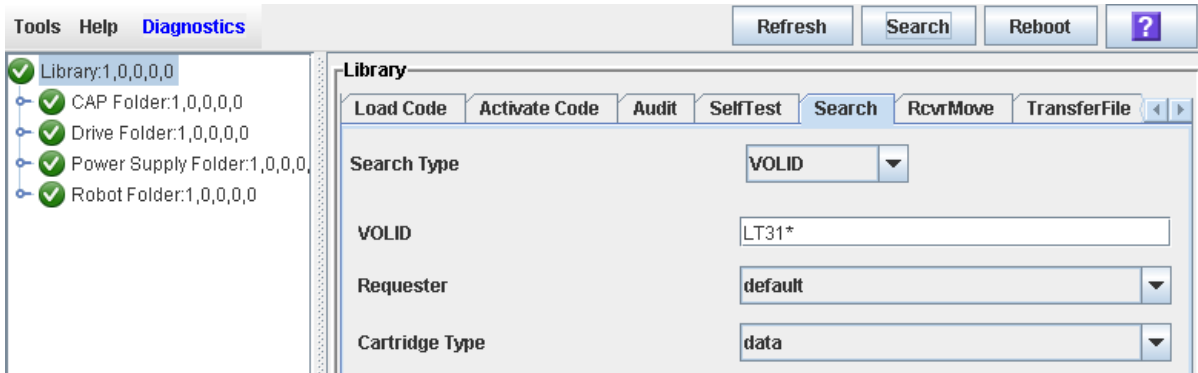 Tools Help Diagnostics Refresh Search Reboot ?
Library:1,0,0,0,0
CAP Folder:1,0,0,0,0
Drive Folder:1,0,0,0,0
Power Supply Folder:1,0,0,0,
Robot Folder:1,0,0,0,0
Library
Load Code Activate Code Audit SelfTest Search RcvrMove TransferFile
Search Type VOLID
VOLID LT31*
Requester default
Cartridge Type data